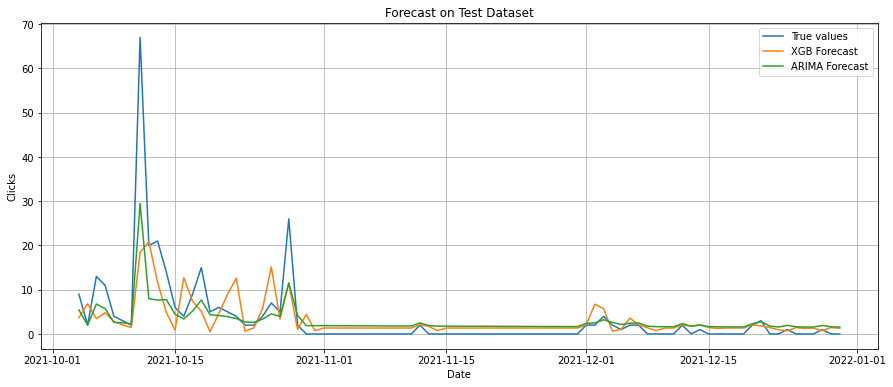 Forecast on Test Dataset
True values
XGB Forecast
ARIMA Forecast
Clicks
70
60
50
40
30
20
10
0
2021-10-01 2021-10-15 2021-11-01 2021-11-15 2021-12-01 2021-12-15 2022-01-01
Date